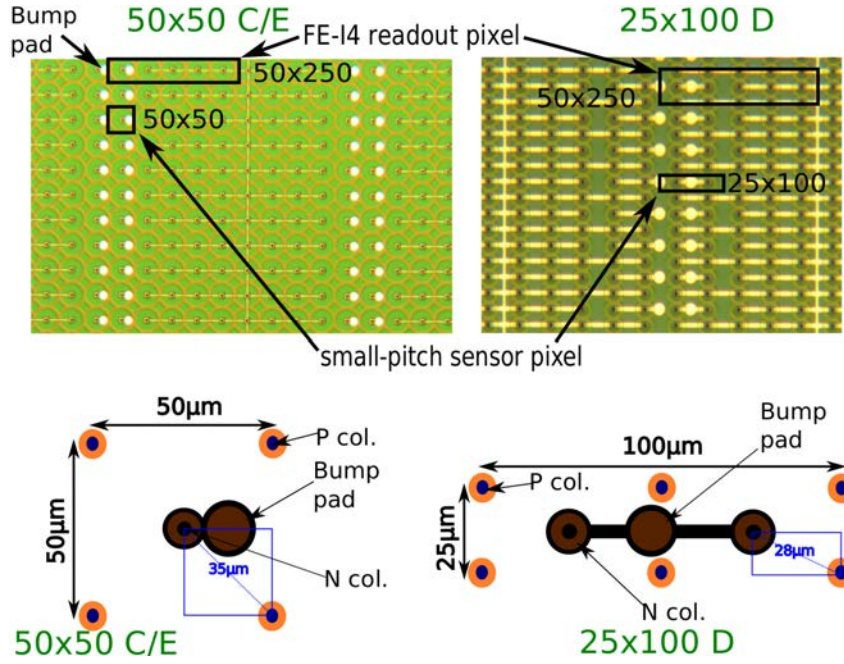 Bump
pad
50x50 C/E
FE-I4 readout pixel
25x100 D
50x250
50x50
50x250
25x100
small-pitch sensor pixel
50μm
P col.
Bump
pad
50μm
35μm
N col.
50x50 C/E
Bump
pad
100μm
P col.
25μm
28μm
N col.
25x100 D